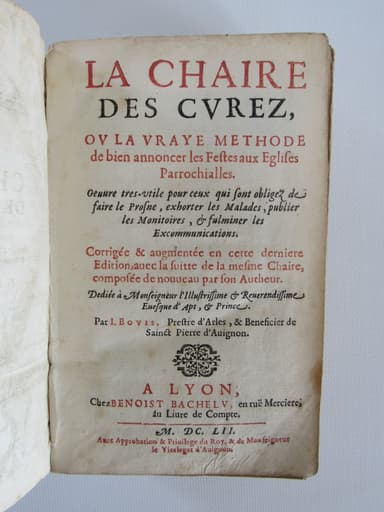 LA CHAIRE
DES CVREZ,
OV LA VRAYE METHODE
de bien annoncer les Festes aux Eglises
Parrochialles.
Oeuure tres-vtile pour ceux qui sont obligez de
faire le Prosne, exhorter les Malades, publier
les Monitoires, & fulminer les
Excommunications.
Corrigée & augmentée en cette derniere
Edition, auec la suitte de la mesme Chaire,
composée de nouueau par son Autheur.
Dediée à Monseigneur l'Illustrissime & Reuerendissime
Euesque d'Apt, & Prince.
Par I. BOVIS, Prestre d'Arles, & Beneficier de
Sainct Pierre d'Auignon.
A LYON,
Chez BENOIST BACHELV, en ruë Merciere,
au Liure de Compte.
M. DC. LII.
Auec Approbation & Priuilege du Roy, & de Monseigneur
le Vicelegat d'Auignon.